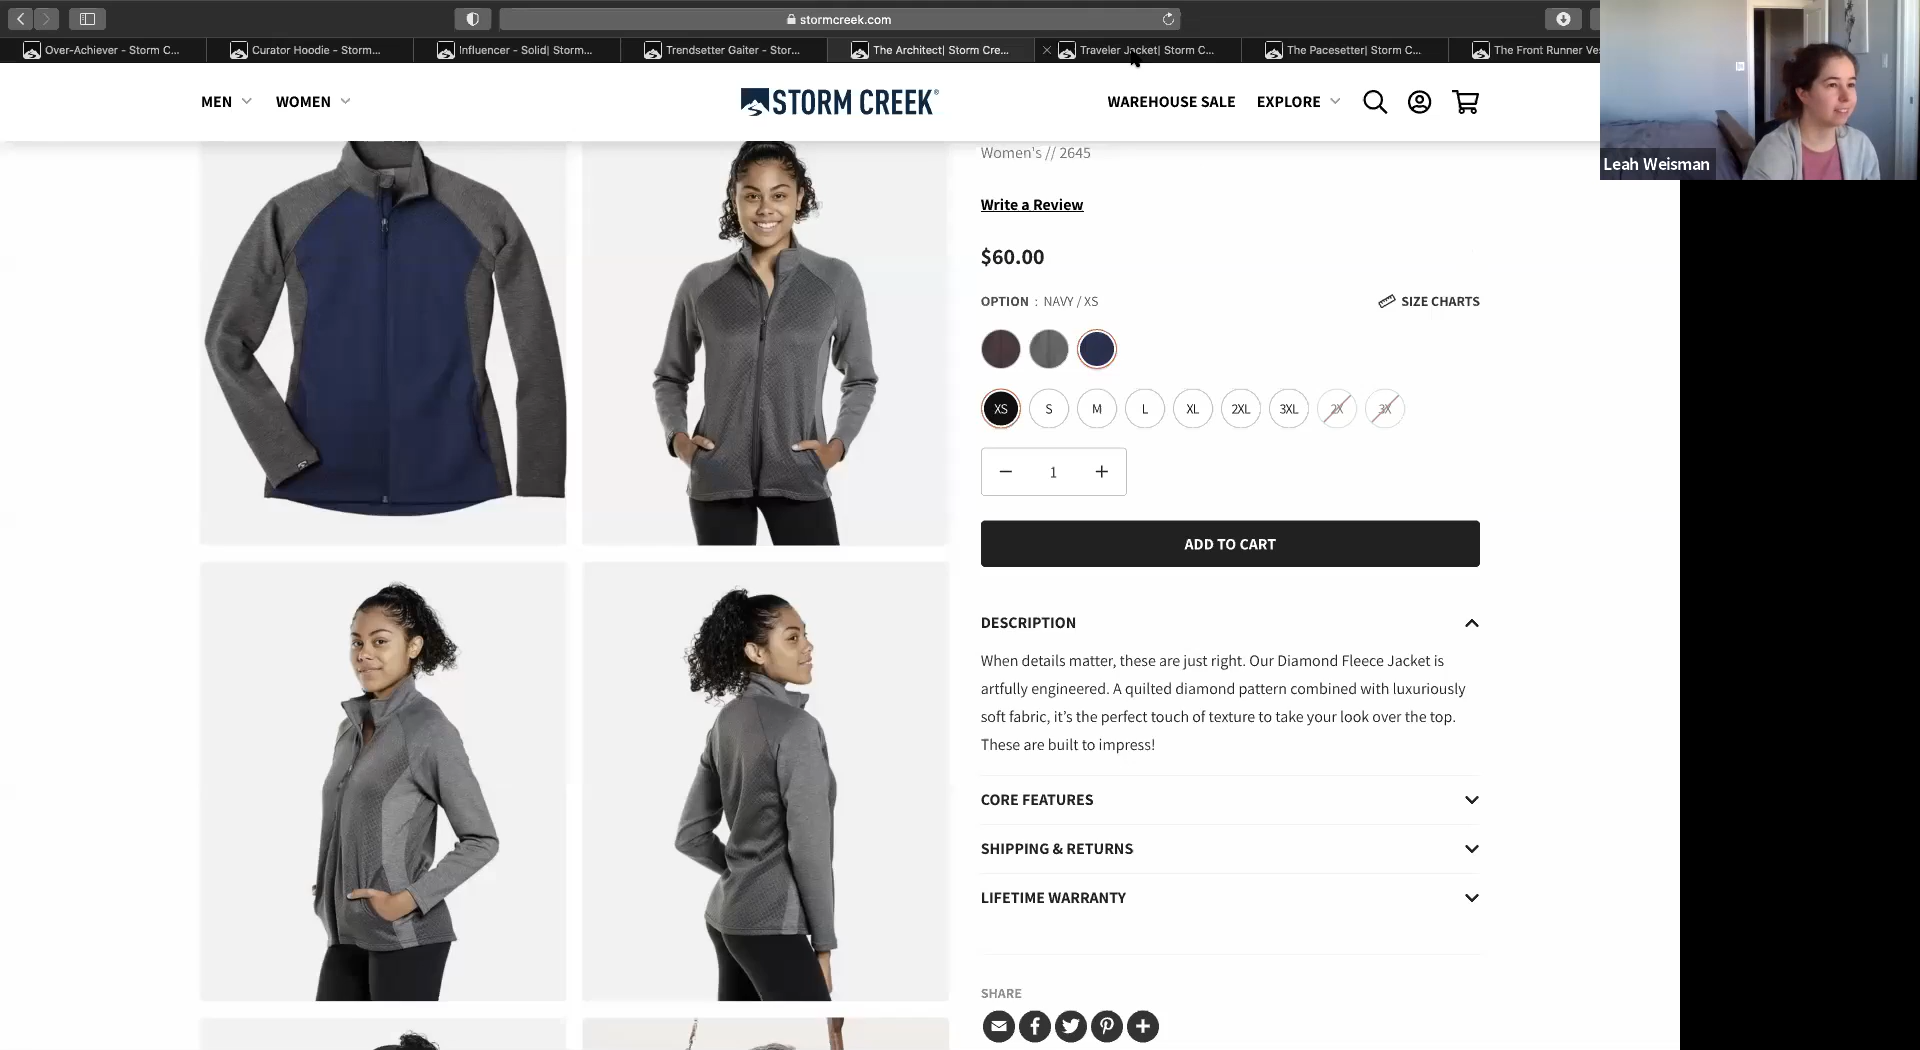 stormcreek.com
Over-Achiever - Storm C...
Curator Hoodie - Storm...
Influencer - Solid| Storm...
Trendsetter Gaiter - Stor...
The Architect| Storm Cre...
Traveler Jacket| Storm C...
The Pacesetter| Storm C...
The Front Runner Ves
MEN
WOMEN
STORM CREEK®
WAREHOUSE SALE
EXPLORE
Leah Weisman
Women's // 2645
Write a Review
$60.00
OPTION : NAVY / XS
SIZE CHARTS
XS S M L XL 2XL 3XL 2X 3X
− 1 +
ADD TO CART
DESCRIPTION
When details matter, these are just right. Our Diamond Fleece Jacket is
artfully engineered. A quilted diamond pattern combined with luxuriously
soft fabric, it's the perfect touch of texture to take your look over the top.
These are built to impress!
CORE FEATURES
SHIPPING & RETURNS
LIFETIME WARRANTY
SHARE